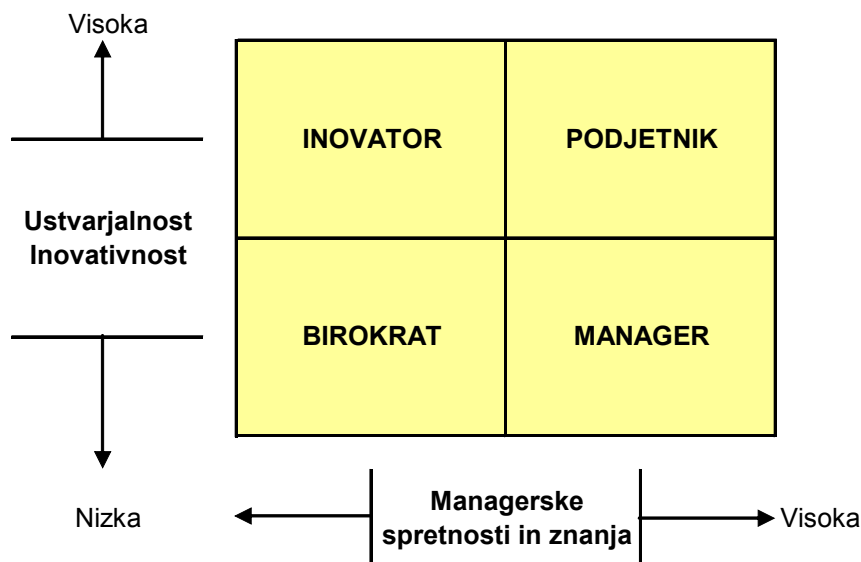 Visoka
INOVATOR
PODJETNIK
Ustvarjalnost
Inovativnost
BIROKRAT
MANAGER
Nizka
Managerske
spretnosti in znanja
Visoka